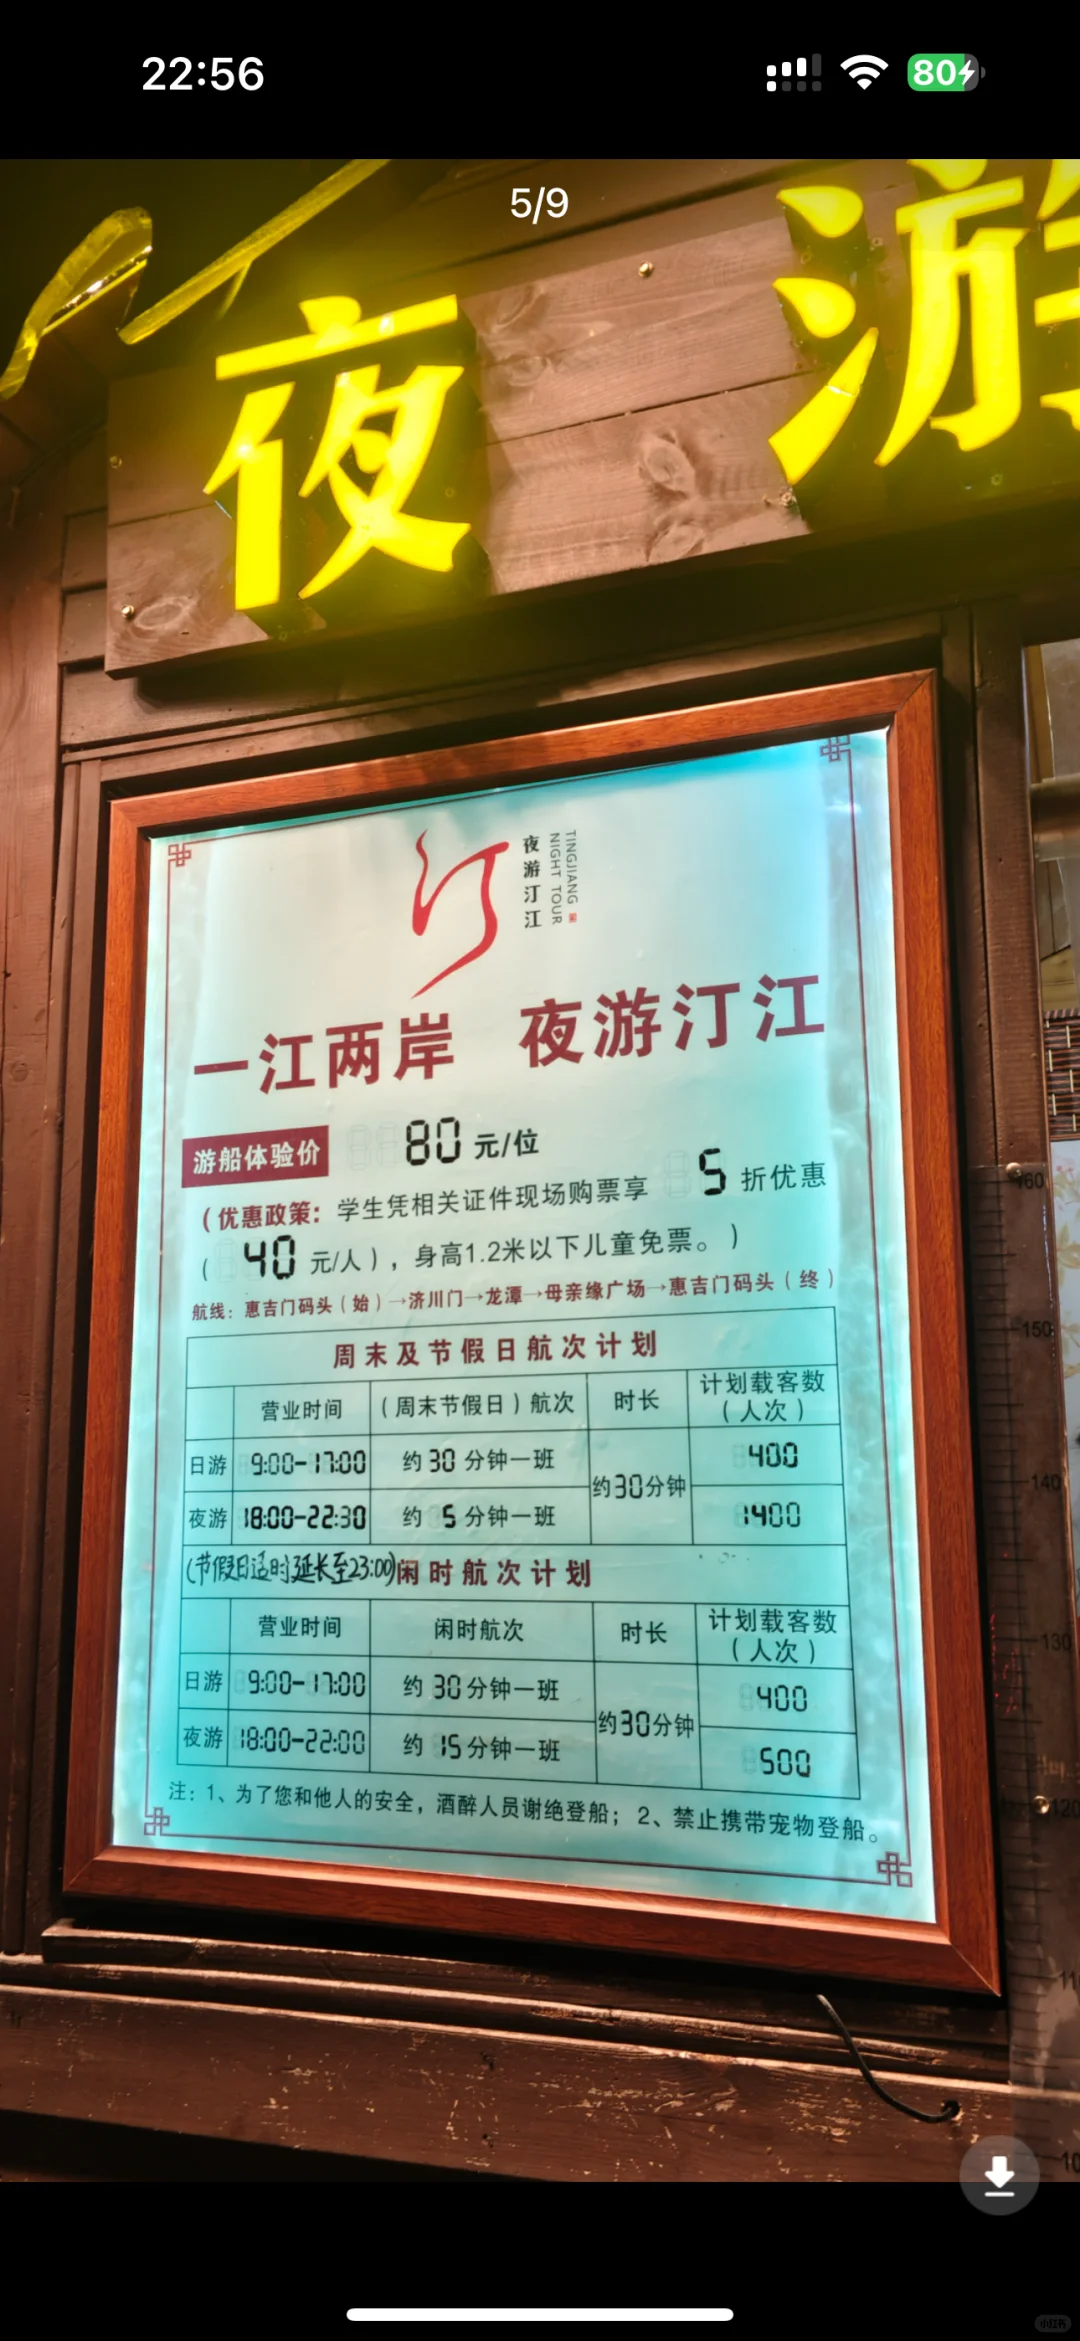 22:56
80
5/9
夜游
汀
夜游汀江
TINGJIANG
NIGHT TOUR
一江两岸 夜游汀江
游船体验价 80 元/位
(优惠政策: 学生凭相关证件现场购票享 5 折优惠
( 40 元/人 ) , 身高1.2米以下儿童免票。 )
航线: 惠吉门码头 ( 始 ) →济川门→龙潭→母亲缘广场→惠吉门码头 ( 终 )
周末及节假日航次计划
营业时间 ( 周末节假日 ) 航次 时长 计划载客数
( 人次 )
日游 9:00-17:00 约 30 分钟一班 约30分钟 400
夜游 18:00-22:30 约 5 分钟一班 1400
(节假日适时延长至23:00) 闲时航次计划
营业时间 闲时航次 时长 计划载客数
( 人次 )
日游 9:00-17:00 约 30 分钟一班 约30分钟 400
夜游 18:00-22:00 约 15 分钟一班 500
注: 1、为了您和他人的安全, 酒醉人员谢绝登船; 2、禁止携带宠物登船。
160
150
140
130
120
小红书